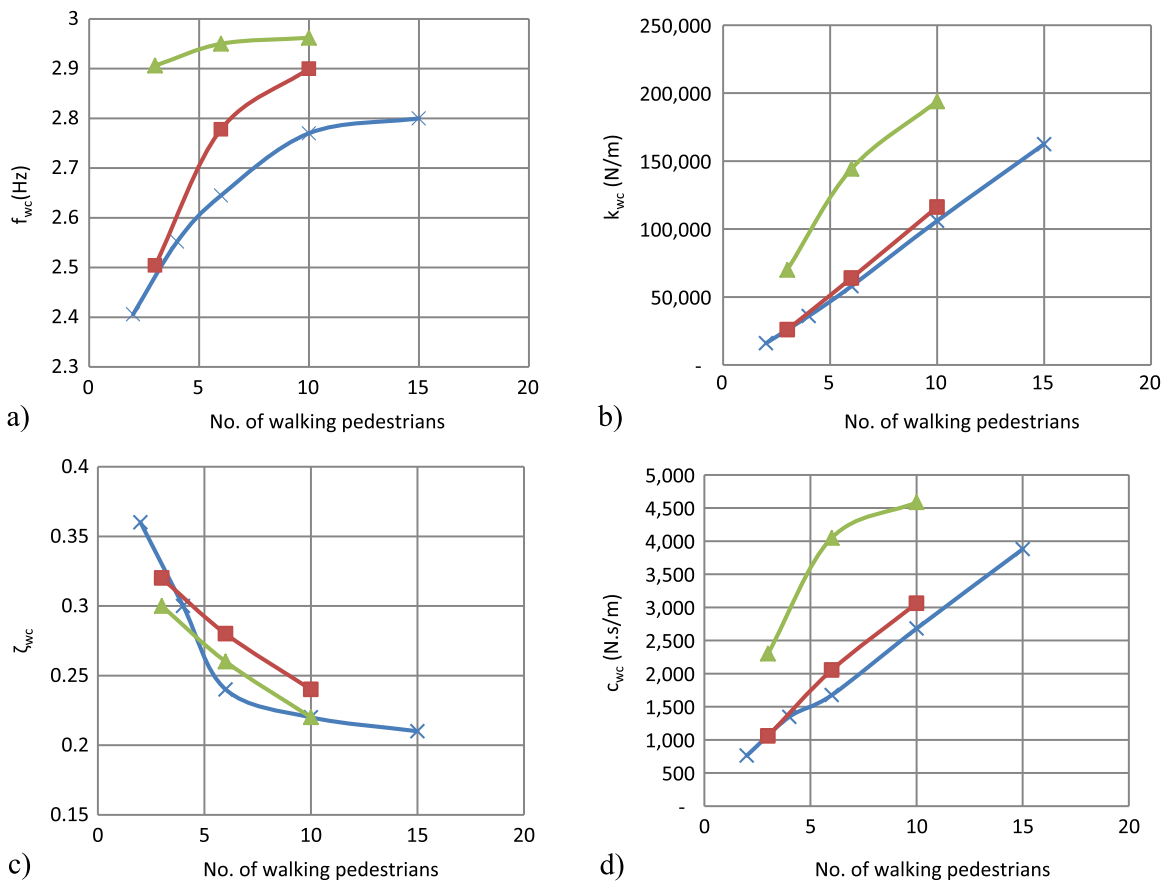 3
2.9
2.8
2.7
2.6
2.5
2.4
2.3
0 5 10 15 20
f_wc(Hz)
No. of walking pedestrians
a)
250,000
200,000
150,000
100,000
50,000
-
0 5 10 15 20
k_wc (N/m)
No. of walking pedestrians
b)
0.4
0.35
0.3
0.25
0.2
0.15
0 5 10 15 20
ζ_wc
No. of walking pedestrians
c)
5,000
4,500
4,000
3,500
3,000
2,500
2,000
1,500
1,000
500
-
0 5 10 15 20
c_wc (N.s/m)
No. of walking pedestrians
d)